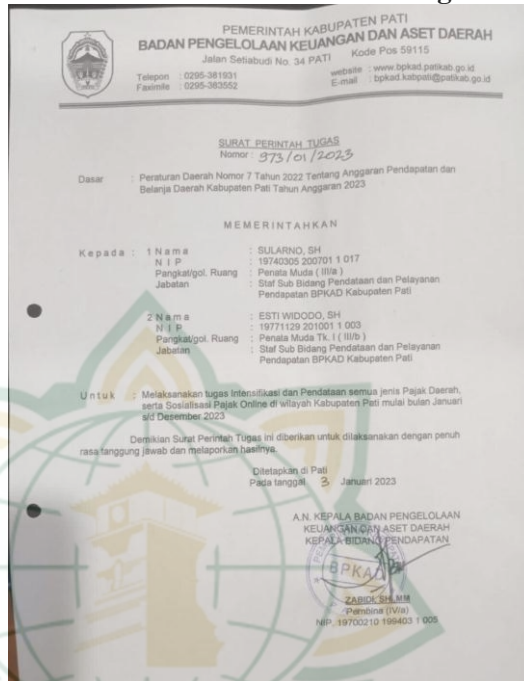 PEMERINTAH KABUPATEN PATI
BADAN PENGELOLAAN KEUANGAN DAN ASET DAERAH
Jalan Setiabudi No. 34 PATI Kode Pos 59115
Telepon : 0295-381931 website : www.bpkad.patikab.go.id
Faximile : 0295-383552 E-mail : bpkad.kabpati@patikab.go.id
SURAT PERINTAH TUGAS
Nomor : 973/01/2023
Dasar : Peraturan Daerah Nomor 7 Tahun 2022 Tentang Anggaran Pendapatan dan
Belanja Daerah Kabupaten Pati Tahun Anggaran 2023
MEMERINTAHKAN
Kepada : 1 Nama : SULARNO, SH
N I P : 19740305 200701 1 017
Pangkat/gol. Ruang : Penata Muda ( III/a )
Jabatan : Staf Sub Bidang Pendataan dan Pelayanan
Pendapatan BPKAD Kabupaten Pati
2 Nama : ESTI WIDODO, SH
N I P : 19771129 201001 1 003
Pangkat/gol. Ruang : Penata Muda Tk. I ( III/b )
Jabatan : Staf Sub Bidang Pendataan dan Pelayanan
Pendapatan BPKAD Kabupaten Pati
Untuk : Melaksanakan tugas Intensifikasi dan Pendataan semua jenis Pajak Daerah,
serta Sosialisasi Pajak Online di wilayah Kabupaten Pati mulai bulan Januari
s/d Desember 2023
Demikian Surat Perintah Tugas ini diberikan untuk dilaksanakan dengan penuh
rasa tanggung jawab dan melaporkan hasilnya.
Ditetapkan di Pati
Pada tanggal 3 Januari 2023
A.N. KEPALA BADAN PENGELOLAAN
KEUANGAN DAN ASET DAERAH
KEPALA BIDANG PENDAPATAN
BPKAD
ZABIDI, SH, MM
Pembina (IV/a)
NIP. 19700210 199403 1 005